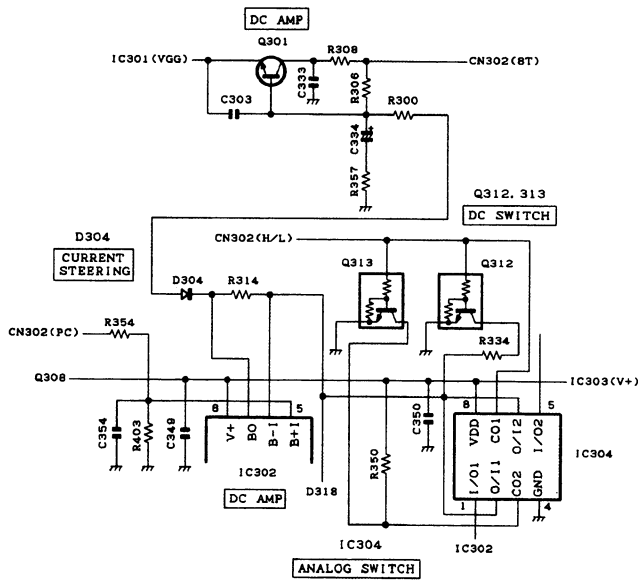 DC AMP
Q301
IC301(VGG)
R308
CN302(8T)
C333
R306
C303
R300
C334
+
R357
Q312, 313
DC SWITCH
D304
CURRENT
STEERING
CN302(H/L)
Q313
Q312
D304
R314
R354
CN302(PC)
R334
Q308
IC303(V+)
C354
R403
C349
8
V+
BO
B-I
B+I
5
IC302
DC AMP
D318
R350
C350
8
VDD
CO1
O/I2
I/O2
5
IC304
I/O1
O/I1
CO2
GND
1
4
IC304
IC302
ANALOG SWITCH